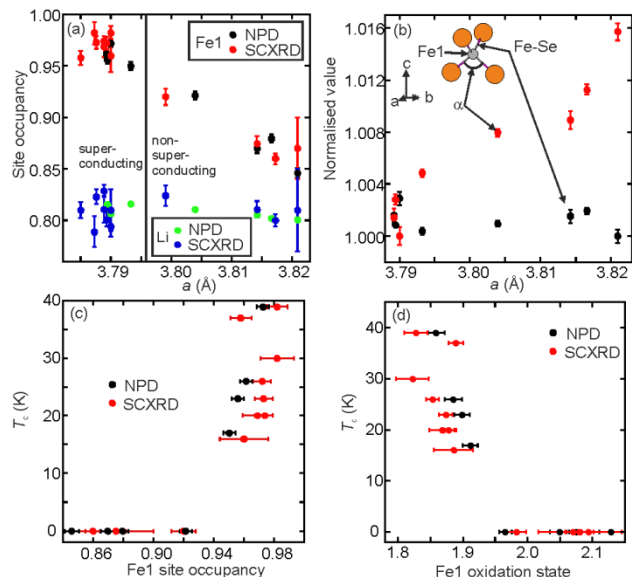 (a)
Fe1
NPD
SCXRD
Site occupancy
1.00
0.95
0.90
0.85
0.80
super-
conducting
non-
super-
conducting
Li
NPD
SCXRD
3.79
3.80
3.81
3.82
a (Å)
(b)
Normalised value
1.016
1.012
1.008
1.004
1.000
Fe1
Fe-Se
c
a
b
α
3.79
3.80
3.81
3.82
a (Å)
(c)
Tc (K)
40
30
20
10
0
NPD
SCXRD
0.86
0.90
0.94
0.98
Fe1 site occupancy
(d)
Tc (K)
40
30
20
10
0
NPD
SCXRD
1.8
1.9
2.0
2.1
Fe1 oxidation state